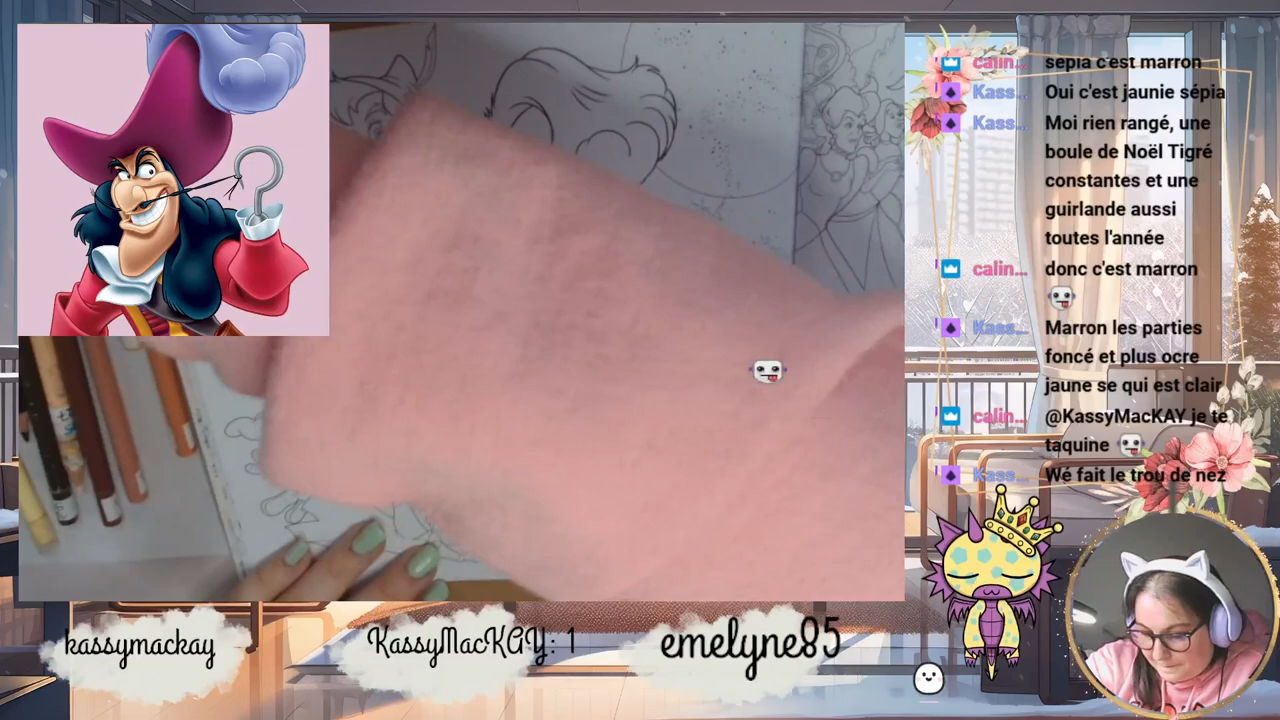 calin... sepia c'est marron
Kass... Oui c'est jaunie sépia
Kass... Moi rien rangé, une
boule de Noël Tigré
constantes et une
guirlande aussi
toutes l'année
calin... donc c'est marron
Kass... Marron les parties
foncé et plus ocre
jaune se qui est clair
calin... @KassyMacKAY je te
taquine
Kass... Wé fait le trou de nez
kassymackay
KassyMacKAY: 1
emelyne85